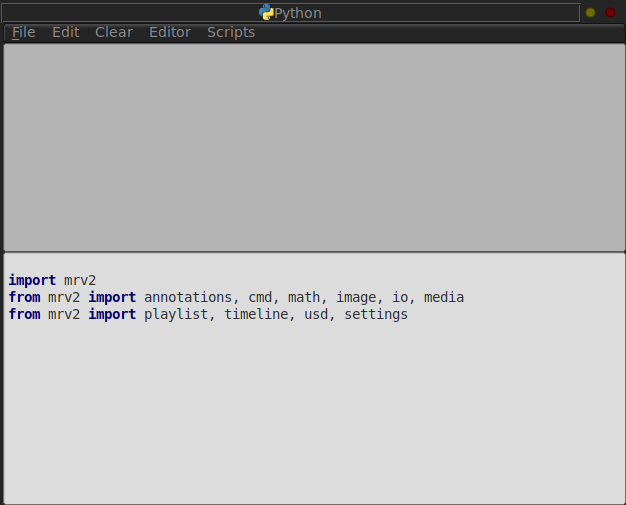 Python
File Edit Clear Editor Scripts
import mrv2
from mrv2 import annotations, cmd, math, image, io, media
from mrv2 import playlist, timeline, usd, settings